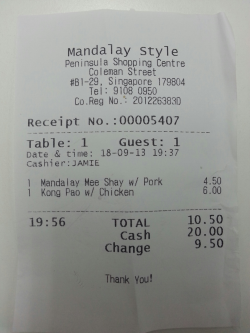 Mandalay Style
Peninsula Shopping Centre
Coleman Street
#B1-29, Singapore 179804
Tel: 9108 0950
Co.Reg No.: 201226383D
Receipt No.:00005407
Table: 1 Guest: 1
Date & time: 18-09-13 19:37
Cashier:JAMIE
1 Mandalay Mee Shay w/ Pork 4.50
1 Kong Pao w/ Chicken 6.00
19:56 TOTAL 10.50
Cash 20.00
Change 9.50
Thank You!